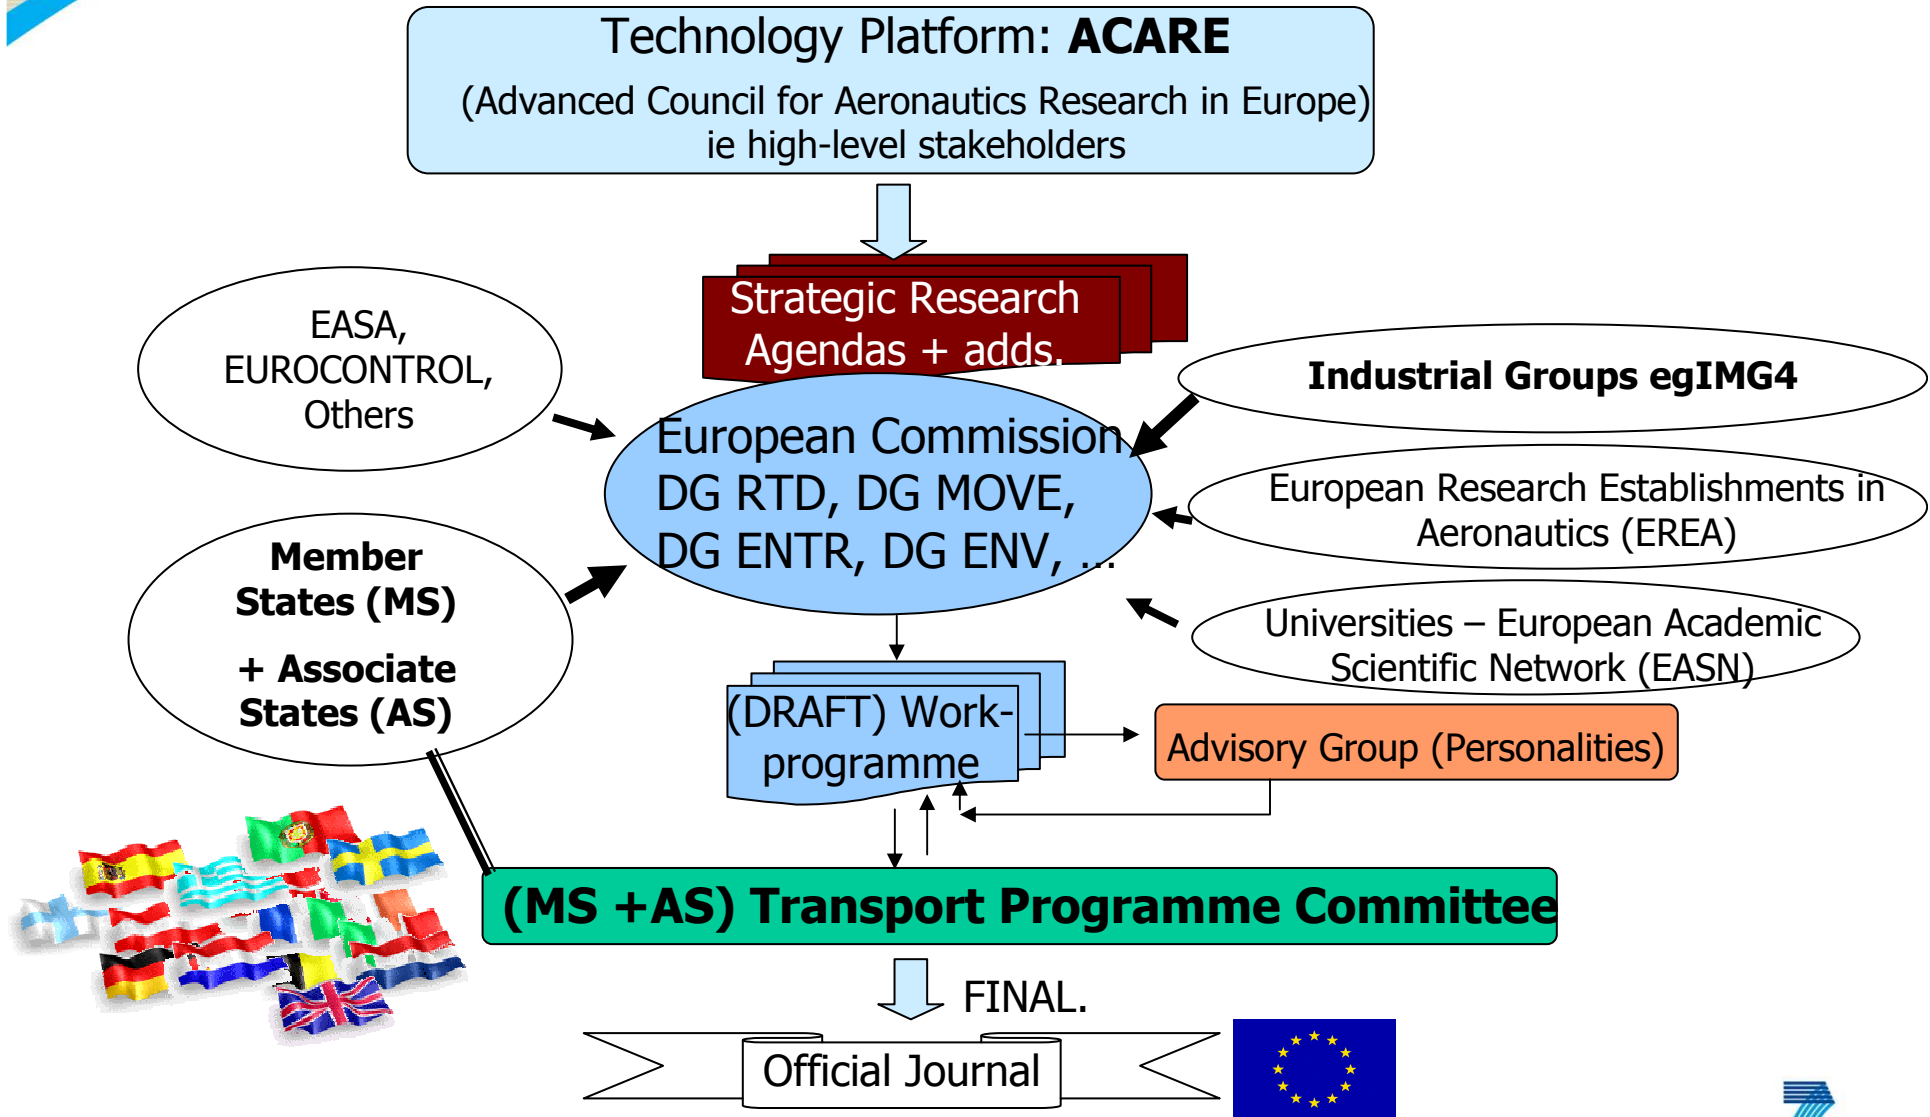 Technology Platform: ACARE
(Advanced Council for Aeronautics Research in Europe)
ie high-level stakeholders
Strategic Research
Agendas + adds.
EASA,
EUROCONTROL,
Others
Industrial Groups egIMG4
European Commission
DG RTD, DG MOVE,
DG ENTR, DG ENV, ...
European Research Establishments in
Aeronautics (EREA)
Member
States (MS)
+ Associate
States (AS)
Universities – European Academic
Scientific Network (EASN)
(DRAFT) Work-
programme
Advisory Group (Personalities)
(MS +AS) Transport Programme Committee
FINAL.
Official Journal